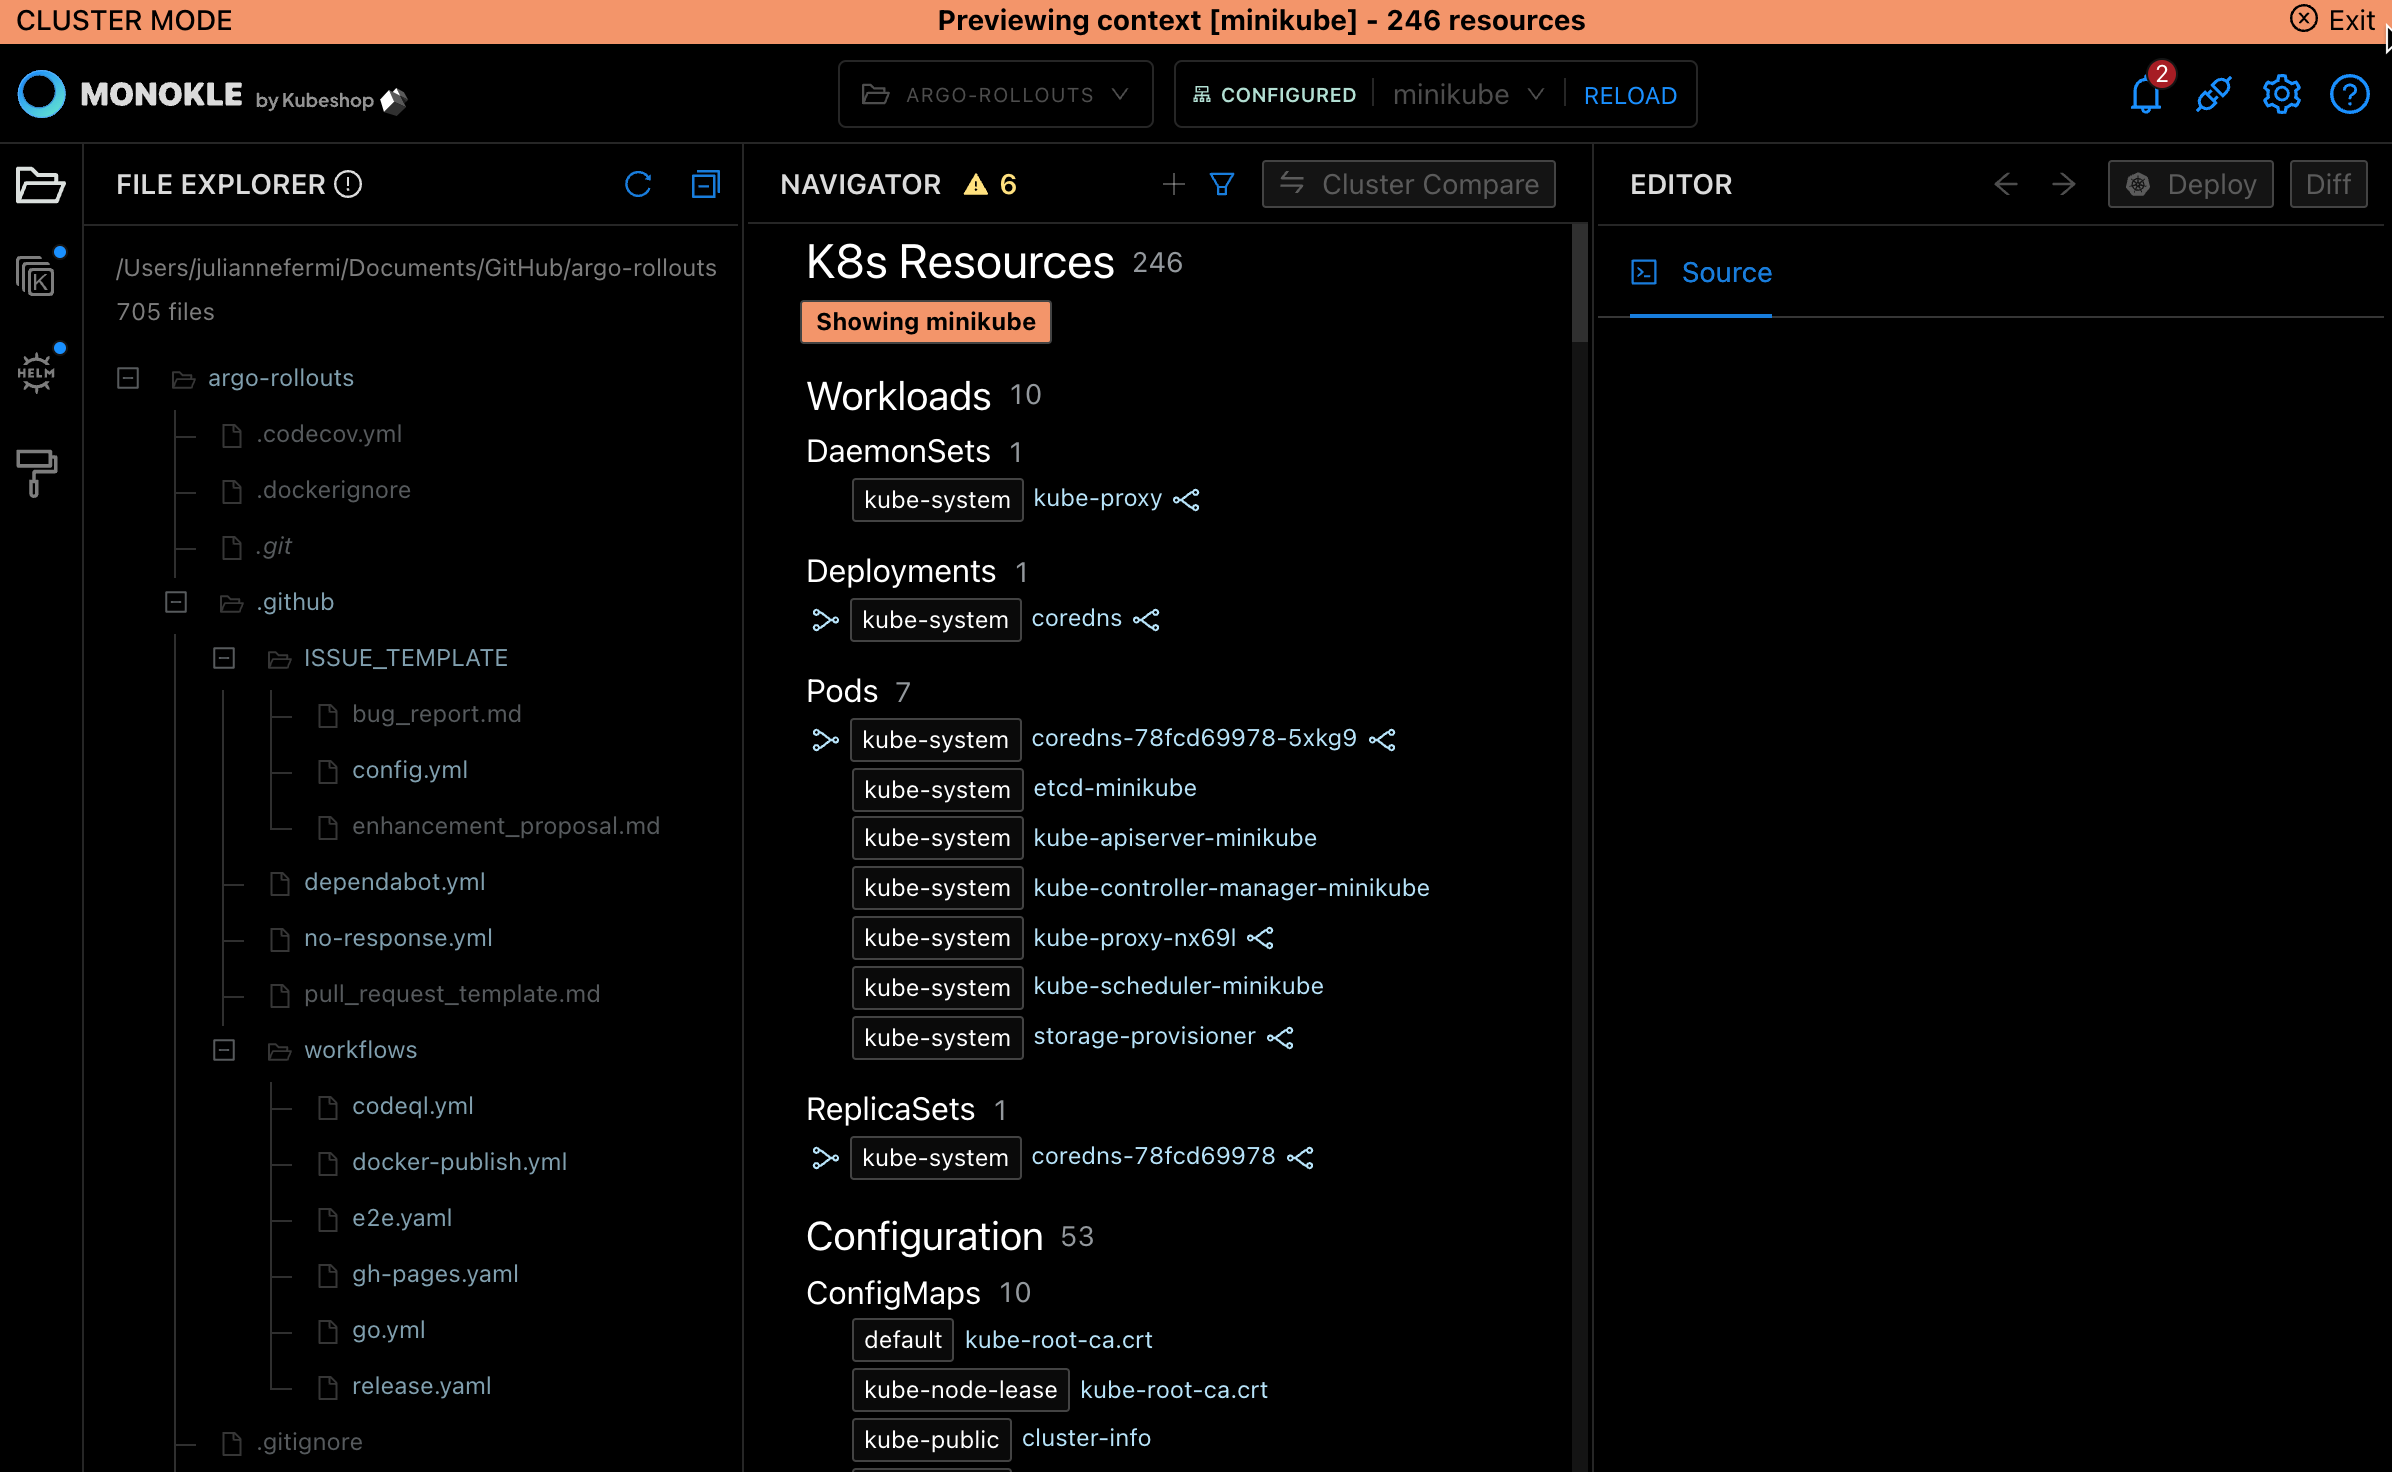 CLUSTER MODE
Previewing context [minikube] - 246 resources
Exit
MONOKLE by Kubeshop
ARGO-ROLLOUTS
CONFIGURED
minikube
RELOAD
2
FILE EXPLORER
/Users/juliannefermi/Documents/GitHub/argo-rollouts
705 files
K
HELM
argo-rollouts
.codecov.yml
.dockerignore
.git
.github
ISSUE_TEMPLATE
bug_report.md
config.yml
enhancement_proposal.md
dependabot.yml
no-response.yml
pull_request_template.md
workflows
codeql.yml
docker-publish.yml
e2e.yaml
gh-pages.yaml
go.yml
release.yaml
.gitignore
NAVIGATOR 6
Cluster Compare
K8s Resources 246
Showing minikube
Workloads 10
DaemonSets 1
kube-system kube-proxy
Deployments 1
kube-system coredns
Pods 7
kube-system coredns-78fcd69978-5xkg9
kube-system etcd-minikube
kube-system kube-apiserver-minikube
kube-system kube-controller-manager-minikube
kube-system kube-proxy-nx69l
kube-system kube-scheduler-minikube
kube-system storage-provisioner
ReplicaSets 1
kube-system coredns-78fcd69978
Configuration 53
ConfigMaps 10
default kube-root-ca.crt
kube-node-lease kube-root-ca.crt
kube-public cluster-info
EDITOR
Deploy
Diff
Source